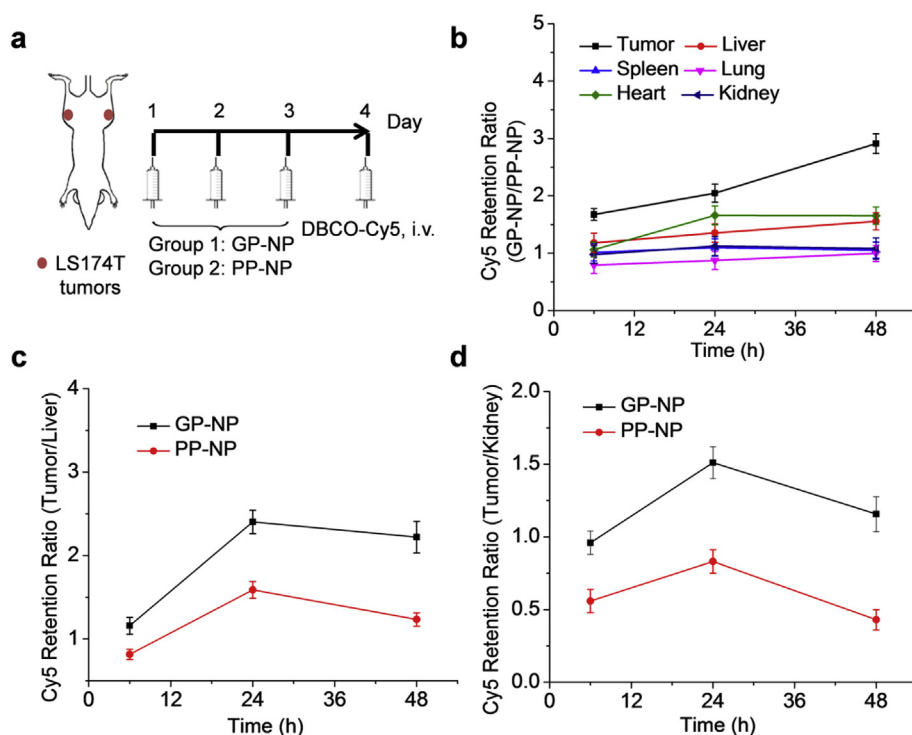 a
1 2 3 4 Day
Group 1: GP-NP
Group 2: PP-NP
DBCO-Cy5, i.v.
LS174T
tumors
b
Tumor Liver
Spleen Lung
Heart Kidney
Cy5 Retention Ratio
(GP-NP/PP-NP)
5
4
3
2
1
0
0 12 24 36 48
Time (h)
c
GP-NP
PP-NP
Cy5 Retention Ratio (Tumor/Liver)
4
3
2
1
0 12 24 36 48
Time (h)
d
GP-NP
PP-NP
Cy5 Retention Ratio (Tumor/Kidney)
2.0
1.5
1.0
0.5
0.0
0 12 24 36 48
Time (h)